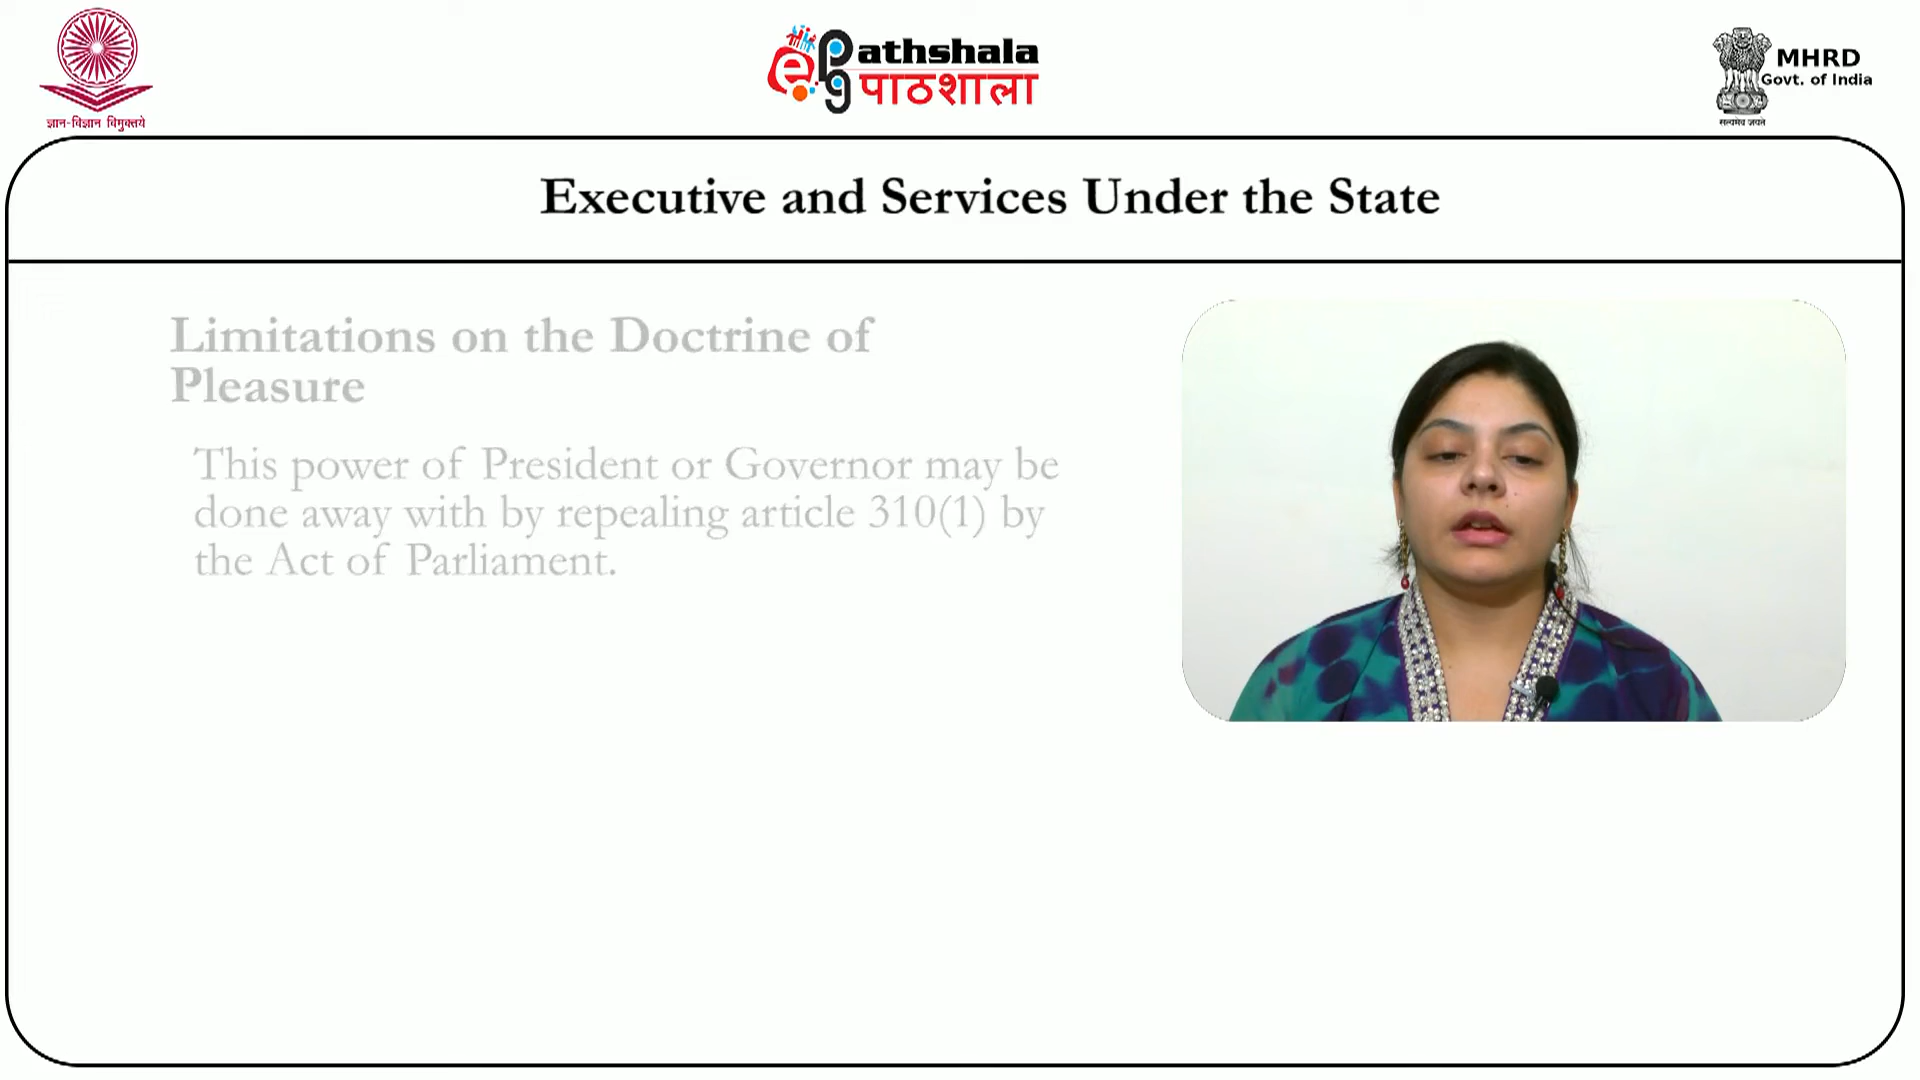 ज्ञान-विज्ञान विमुक्तये
e pg Pathshala
पाठशाला
MHRD
Govt. of India
सत्यमेव जयते
Executive and Services Under the State
Limitations on the Doctrine of
Pleasure
This power of President or Governor may be
done away with by repealing article 310(1) by
the Act of Parliament.